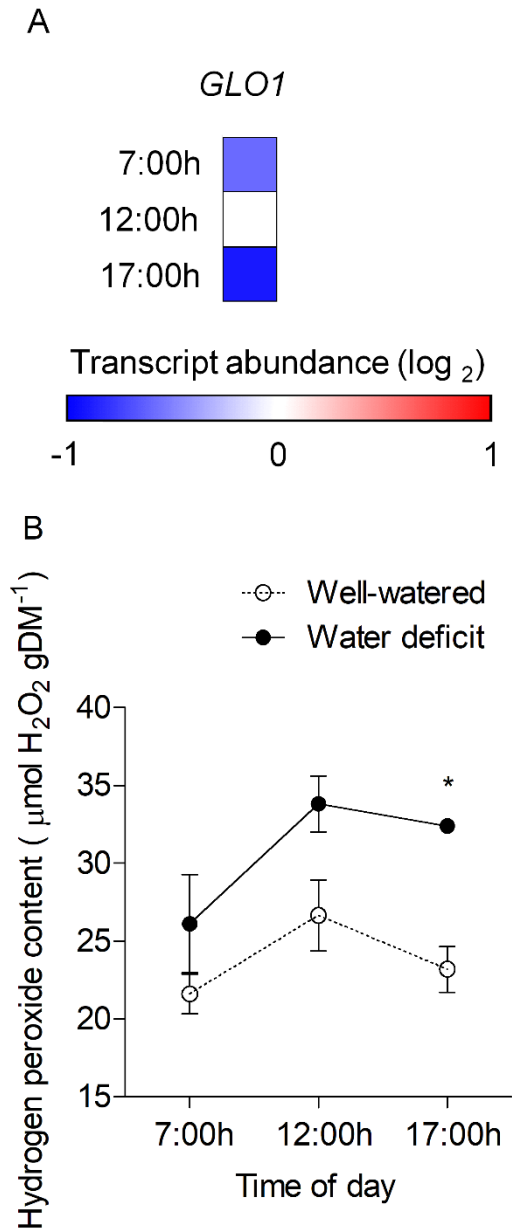 A
GLO1
7:00h
12:00h
17:00h
Transcript abundance (log 2)
-1 0 1
B
Well-watered
Water deficit
Hydrogen peroxide content ( μmol H2O2 gDM-1)
40
35
30
25
20
15
*
7:00h 12:00h 17:00h
Time of day